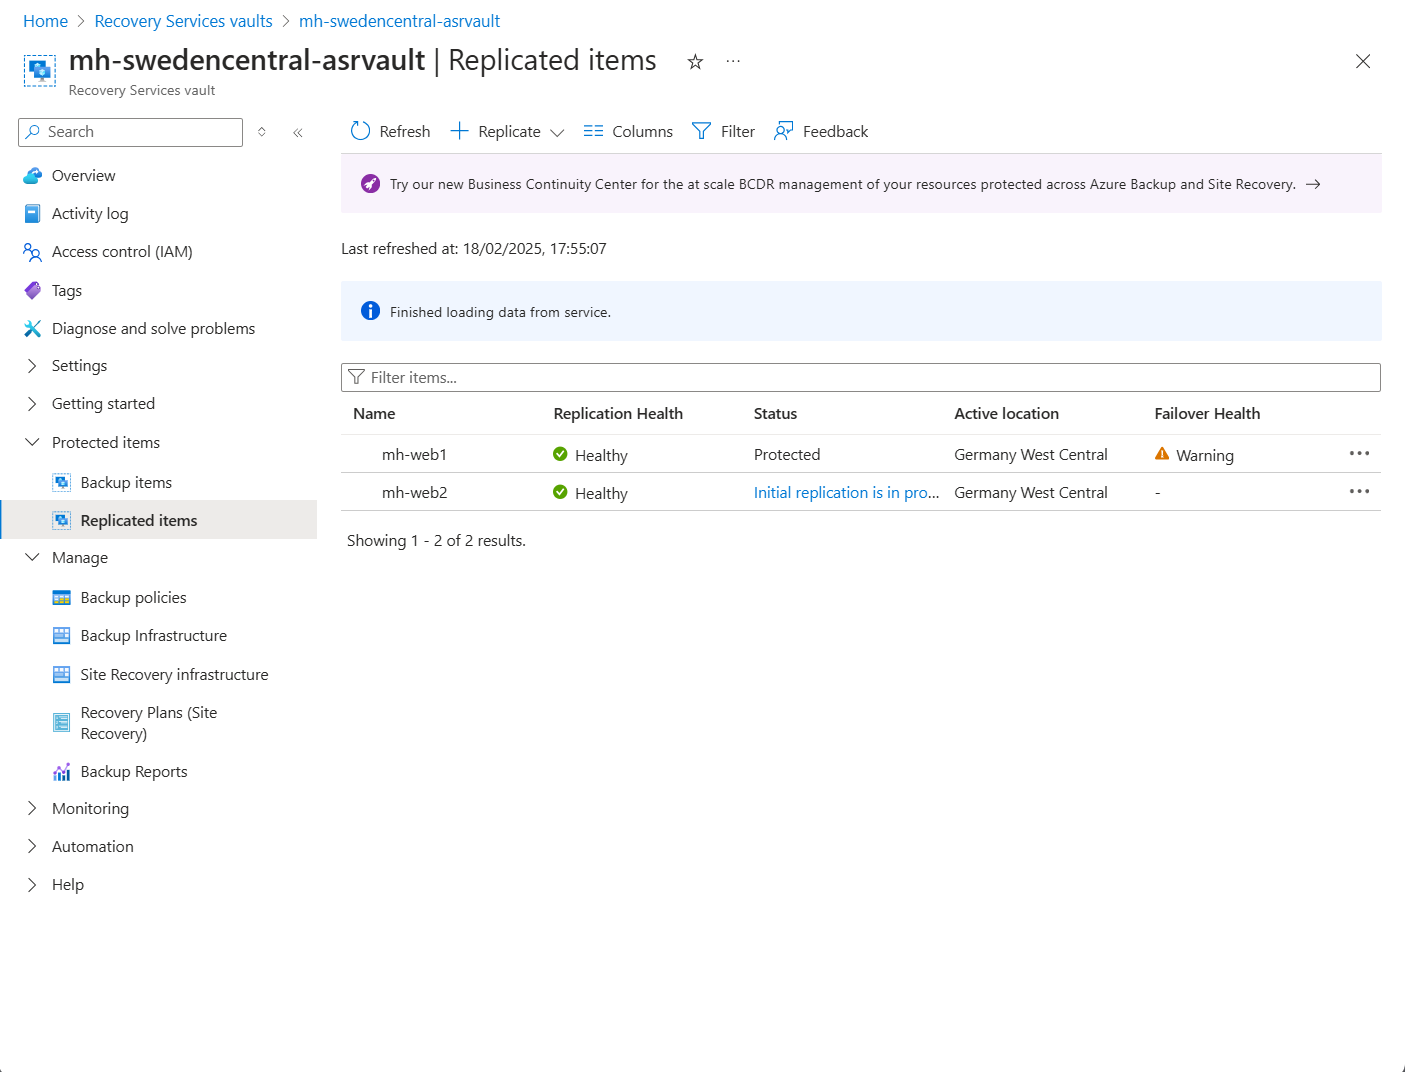 Home > Recovery Services vaults > mh-swedencentral-asrvault
mh-swedencentral-asrvault | Replicated items
Recovery Services vault
Search
Overview
Activity log
Access control (IAM)
Tags
Diagnose and solve problems
Settings
Getting started
Protected items
Backup items
Replicated items
Manage
Backup policies
Backup Infrastructure
Site Recovery infrastructure
Recovery Plans (Site
Recovery)
Backup Reports
Monitoring
Automation
Help
Refresh Replicate Columns Filter Feedback
Try our new Business Continuity Center for the at scale BCDR management of your resources protected across Azure Backup and Site Recovery. →
Last refreshed at: 18/02/2025, 17:55:07
Finished loading data from service.
Filter items...
Name Replication Health Status Active location Failover Health
mh-web1 Healthy Protected Germany West Central Warning
mh-web2 Healthy Initial replication is in pro... Germany West Central -
Showing 1 - 2 of 2 results.